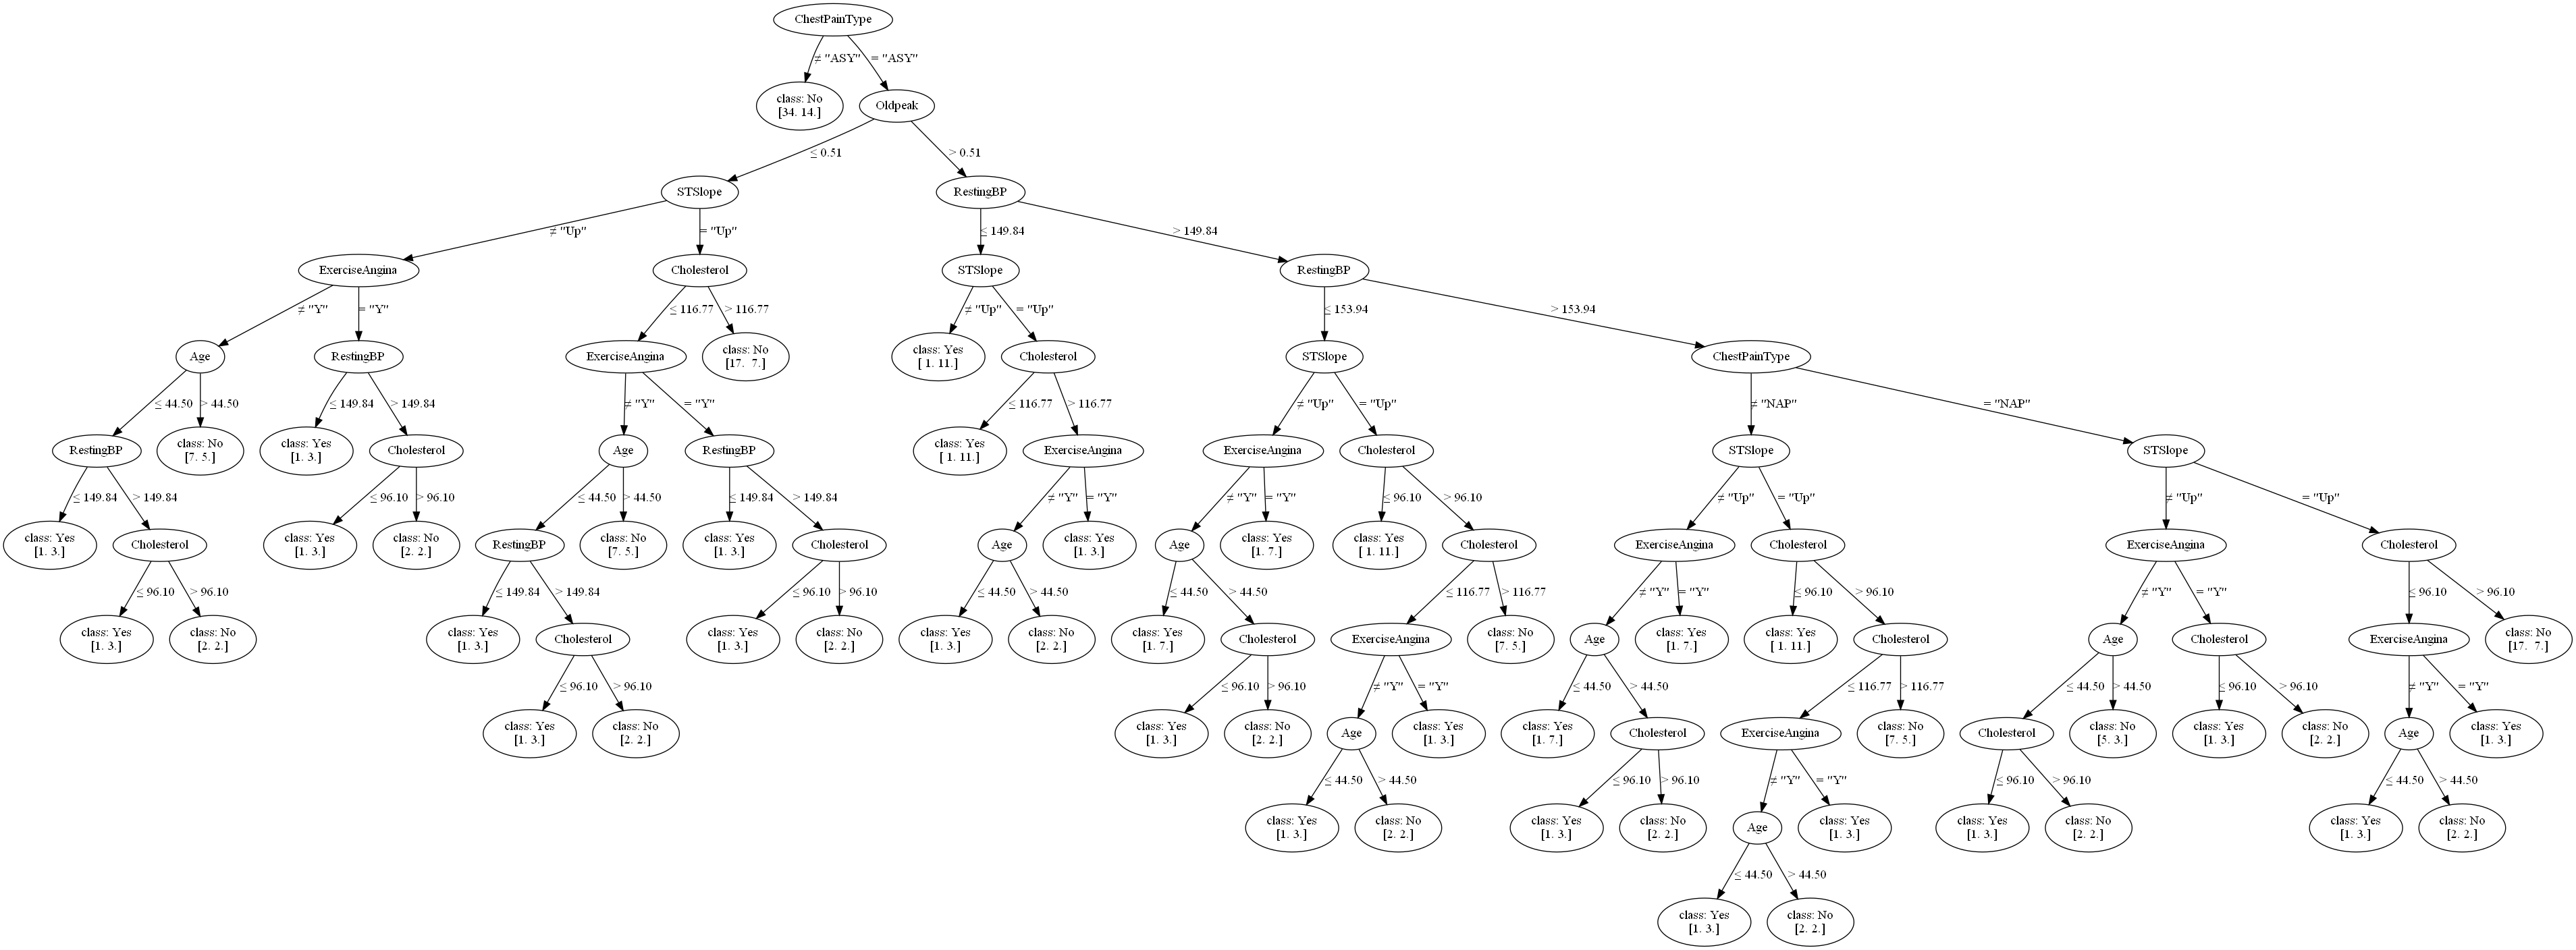 ChestPainType
≠ "ASY"
= "ASY"
class: No
[34. 14.]
Oldpeak
≤ 0.51
> 0.51
STSlope
RestingBP
≠ "Up"
= "Up"
≤ 149.84
> 149.84
ExerciseAngina
Cholesterol
STSlope
RestingBP
≠ "Y"
= "Y"
≤ 116.77
> 116.77
≠ "Up"
= "Up"
≤ 153.94
> 153.94
Age
RestingBP
ExerciseAngina
class: No
[17. 7.]
class: Yes
[ 1. 11.]
Cholesterol
STSlope
ChestPainType
≤ 44.50
> 44.50
≤ 149.84
> 149.84
≠ "Y"
= "Y"
≤ 116.77
> 116.77
≠ "Up"
= "Up"
≠ "NAP"
= "NAP"
RestingBP
class: No
[7. 5.]
class: Yes
[1. 3.]
Cholesterol
Age
RestingBP
class: Yes
[ 1. 11.]
ExerciseAngina
ExerciseAngina
Cholesterol
STSlope
STSlope
≤ 149.84
> 149.84
≤ 96.10
> 96.10
≤ 44.50
> 44.50
≤ 149.84
> 149.84
≠ "Y"
= "Y"
≠ "Y"
= "Y"
≤ 96.10
> 96.10
≠ "Up"
= "Up"
≠ "Up"
= "Up"
class: Yes
[1. 3.]
Cholesterol
class: Yes
[1. 3.]
class: No
[2. 2.]
RestingBP
class: No
[7. 5.]
class: Yes
[1. 3.]
Cholesterol
Age
class: Yes
[1. 3.]
Age
class: Yes
[1. 7.]
class: Yes
[ 1. 11.]
Cholesterol
ExerciseAngina
Cholesterol
ExerciseAngina
Cholesterol
≤ 96.10
> 96.10
≤ 149.84
> 149.84
≤ 96.10
> 96.10
≤ 44.50
> 44.50
≤ 44.50
> 44.50
≤ 116.77
> 116.77
≠ "Y"
= "Y"
≤ 96.10
> 96.10
≠ "Y"
= "Y"
≤ 96.10
> 96.10
class: Yes
[1. 3.]
class: No
[2. 2.]
class: Yes
[1. 3.]
Cholesterol
class: Yes
[1. 3.]
class: No
[2. 2.]
class: Yes
[1. 3.]
class: No
[2. 2.]
class: Yes
[1. 7.]
Cholesterol
ExerciseAngina
class: No
[7. 5.]
Age
class: Yes
[1. 7.]
class: Yes
[ 1. 11.]
Cholesterol
Age
Cholesterol
ExerciseAngina
class: No
[17. 7.]
≤ 96.10
> 96.10
≤ 96.10
> 96.10
≠ "Y"
= "Y"
≤ 44.50
> 44.50
≤ 116.77
> 116.77
≤ 44.50
> 44.50
≤ 96.10
> 96.10
≠ "Y"
= "Y"
class: Yes
[1. 3.]
class: No
[2. 2.]
class: Yes
[1. 3.]
class: No
[2. 2.]
Age
class: Yes
[1. 3.]
class: Yes
[1. 7.]
Cholesterol
ExerciseAngina
class: No
[7. 5.]
Cholesterol
class: No
[5. 3.]
class: Yes
[1. 3.]
class: No
[2. 2.]
Age
class: Yes
[1. 3.]
≤ 44.50
> 44.50
≤ 96.10
> 96.10
≠ "Y"
= "Y"
≤ 96.10
> 96.10
≤ 44.50
> 44.50
class: Yes
[1. 3.]
class: No
[2. 2.]
class: Yes
[1. 3.]
class: No
[2. 2.]
Age
class: Yes
[1. 3.]
class: Yes
[1. 3.]
class: No
[2. 2.]
class: Yes
[1. 3.]
class: No
[2. 2.]
≤ 44.50
> 44.50
class: Yes
[1. 3.]
class: No
[2. 2.]